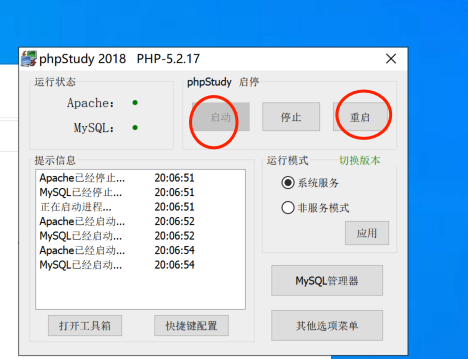 phpStudy 2018 PHP-5.2.17
运行状态
Apache:
MySQL:
phpStudy 启停
启动
停止
重启
提示信息
Apache已经停止... 20:06:51
MySQL已经停止... 20:06:51
正在启动进程... 20:06:51
Apache已经启动... 20:06:52
MySQL已经启动... 20:06:52
Apache已经启动... 20:06:54
MySQL已经启动... 20:06:54
运行模式 切换版本
系统服务
非服务模式
应用
MySQL管理器
打开工具箱
快捷键配置
其他选项菜单